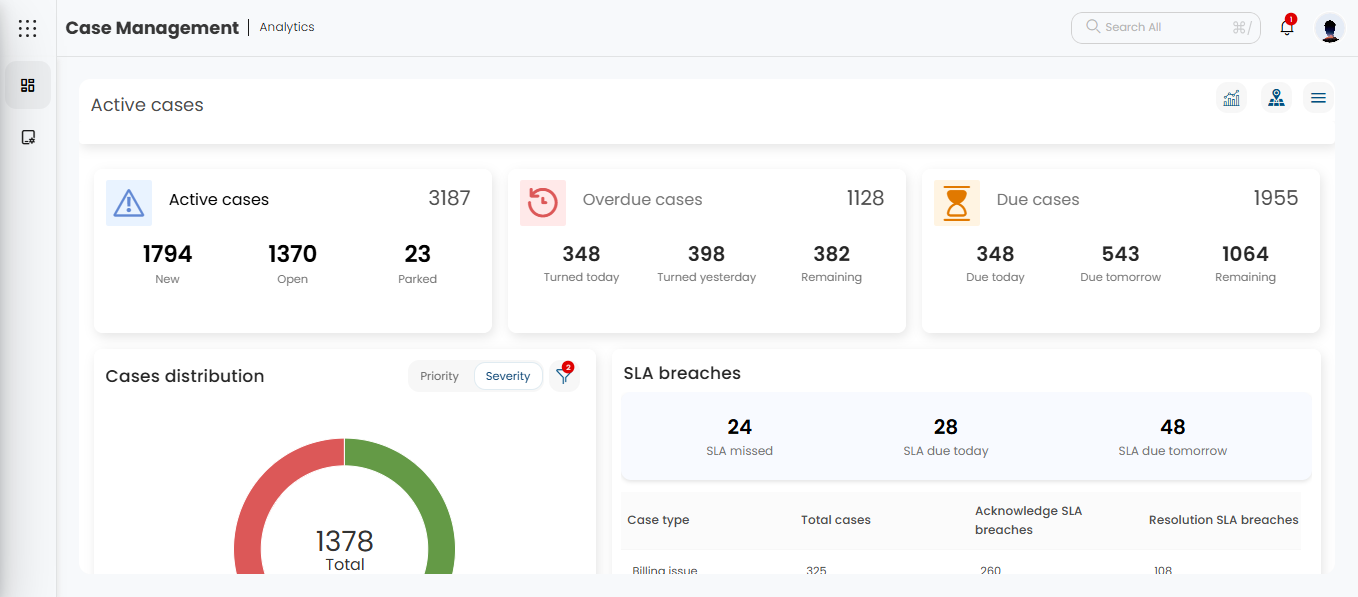 Case Management | Analytics
Search All ⌘/
1
Active cases
Active cases 3187
1794 1370 23
New Open Parked
Overdue cases 1128
348 398 382
Turned today Turned yesterday Remaining
Due cases 1955
348 543 1064
Due today Due tomorrow Remaining
Cases distribution
Priority Severity 2
1378
Total
SLA breaches
24 28 48
SLA missed SLA due today SLA due tomorrow
Case type Total cases Acknowledge SLA breaches Resolution SLA breaches
Billing issue 325 260 108